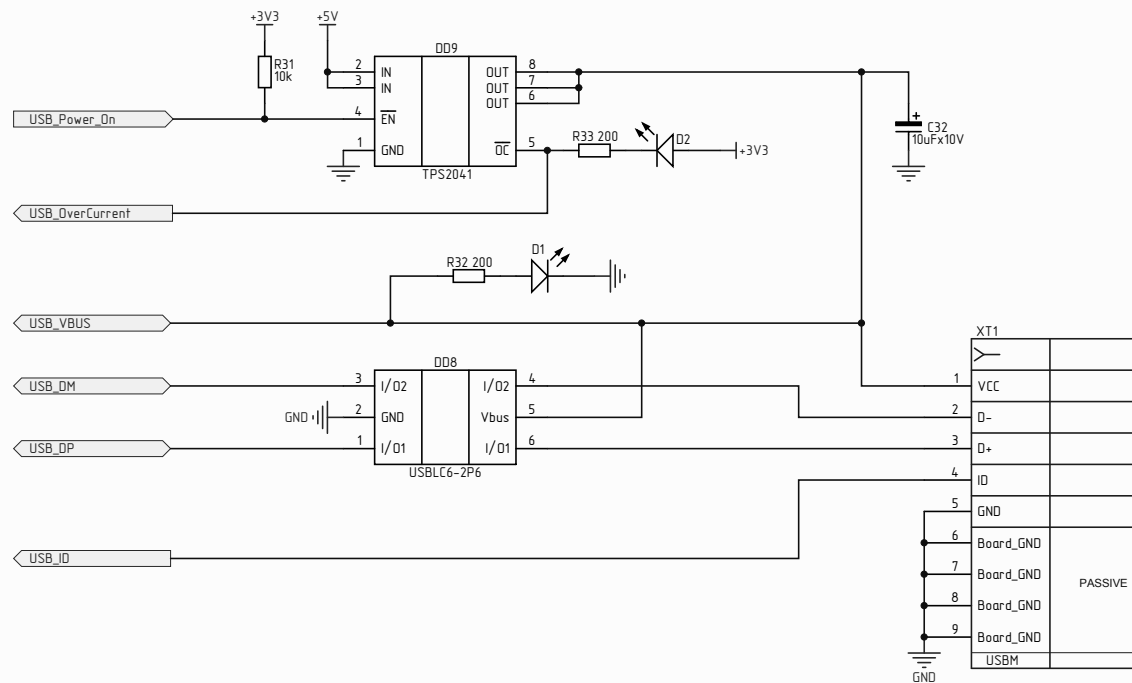 +3V3
+5V
R31
10k
DD9
2 IN
3 IN
4 EN
1 GND
OUT 8
OUT 7
OUT 6
OC 5
TPS2041
USB_Power_On
R33 200
D2
+3V3
+
C32
10uFx10V
USB_OverCurrent
R32 200
D1
USB_VBUS
DD8
USB_DM
3 I/O2
I/O2 4
GND
2 GND
Vbus 5
USB_DP
1 I/O1
I/O1 6
USBLC6-2P6
USB_ID
XT1
1 VCC
2 D-
3 D+
4 ID
5 GND
6 Board_GND
7 Board_GND
8 Board_GND
9 Board_GND
PASSIVE
USBM
GND